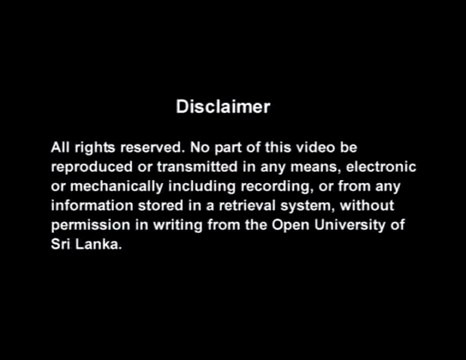 Disclaimer
All rights reserved. No part of this video be
reproduced or transmitted in any means, electronic
or mechanically including recording, or from any
information stored in a retrieval system, without
permission in writing from the Open University of
Sri Lanka.